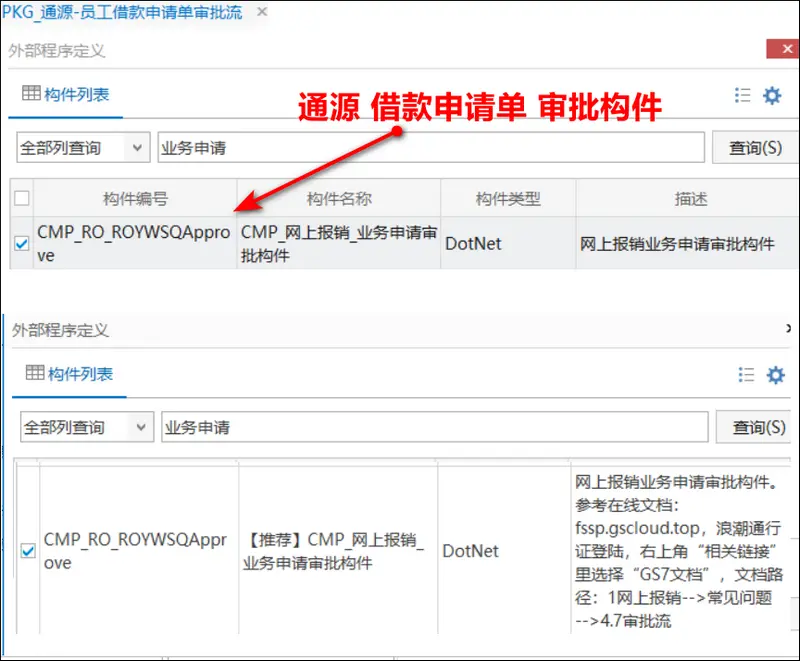 PKG_通源-员工借款申请单审批流 ×
外部程序定义
×
构件列表
通源 借款申请单 审批构件
全部列查询
业务申请
查询(S)
构件编号 构件名称 构件类型 描述
CMP_RO_ROYWSQAppro
ve
CMP_网上报销_业务申请审
批构件
DotNet
网上报销业务申请审批构件
外部程序定义
构件列表
全部列查询
业务申请
查询(S)
CMP_RO_ROYWSQAppr
ove
【推荐】CMP_网上报销_
业务申请审批构件
DotNet
网上报销业务申请审批构件。
参考在线文档：
fssp.gscloud.top，浪潮通行
证登陆，右上角“相关链接”
里选择“GS7文档”，文档路
径：1网上报销-->常见问题
-->4.7审批流